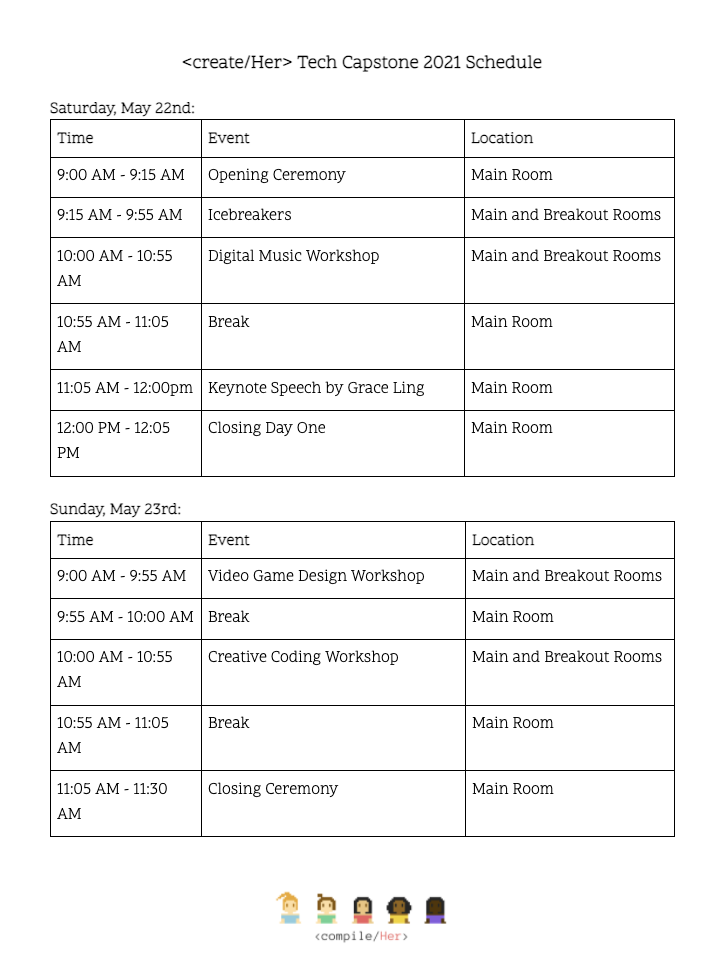 <create/Her> Tech Capstone 2021 Schedule
Saturday, May 22nd:
Time Event Location
9:00 AM - 9:15 AM Opening Ceremony Main Room
9:15 AM - 9:55 AM Icebreakers Main and Breakout Rooms
10:00 AM - 10:55 Digital Music Workshop Main and Breakout Rooms
AM
10:55 AM - 11:05 Break Main Room
AM
11:05 AM - 12:00pm Keynote Speech by Grace Ling Main Room
12:00 PM - 12:05 Closing Day One Main Room
PM
Sunday, May 23rd:
Time Event Location
9:00 AM - 9:55 AM Video Game Design Workshop Main and Breakout Rooms
9:55 AM - 10:00 AM Break Main Room
10:00 AM - 10:55 Creative Coding Workshop Main and Breakout Rooms
AM
10:55 AM - 11:05 Break Main Room
AM
11:05 AM - 11:30 Closing Ceremony Main Room
AM
<compile/Her>